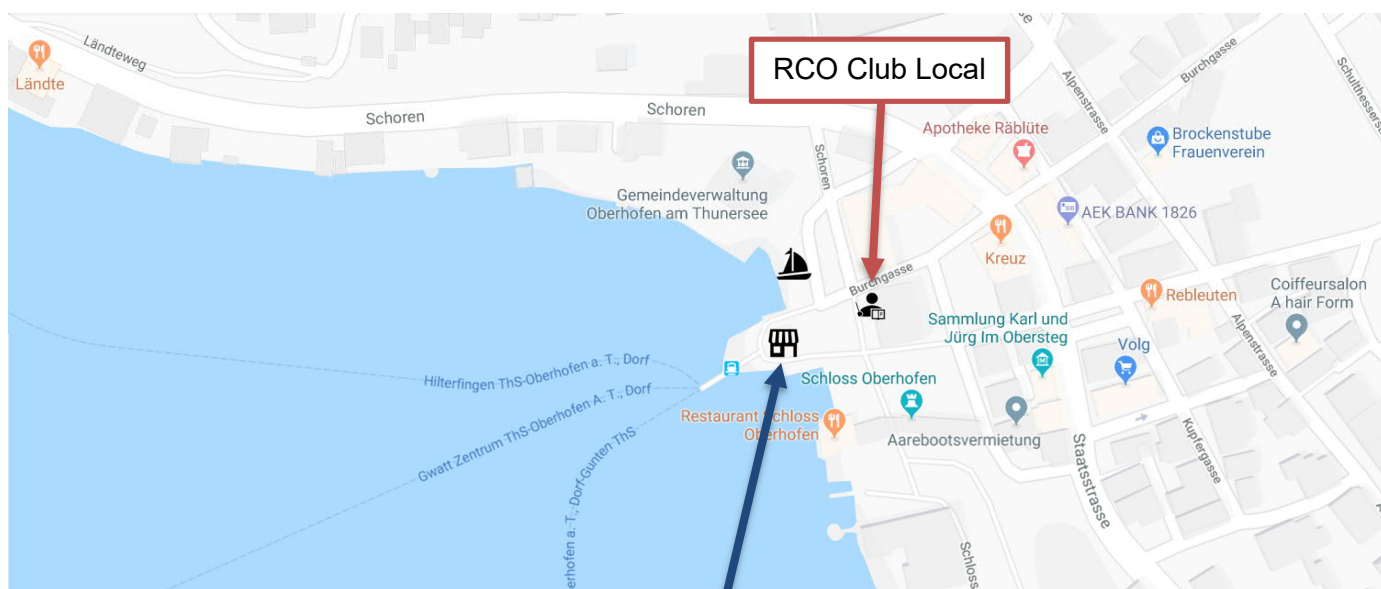 RCO Club Local
Ländteweg
Ländte
Schoren
Schoren
Schoren
Gemeindeverwaltung
Oberhofen am Thunersee
Apotheke Räblüte
Alpenstrasse
Burchgasse
Brockenstube
Frauenverein
AEK BANK 1826
Kreuz
Burchgasse
Rebleuten
Coiffeursalon
A hair Form
Sammlung Karl und
Jürg Im Obersteg
Volg
Schloss Oberhofen
Restaurant Schloss
Oberhofen
Aarebootsvermietung
Alpenstrasse
Kupfergasse
Staatsstrasse
Schloss
Hilterfingen ThS-Oberhofen a. T., Dorf
Gwatt Zentrum ThS-Oberhofen A. T., Dorf
erhofen a. T., Dorf-Gunten ThS